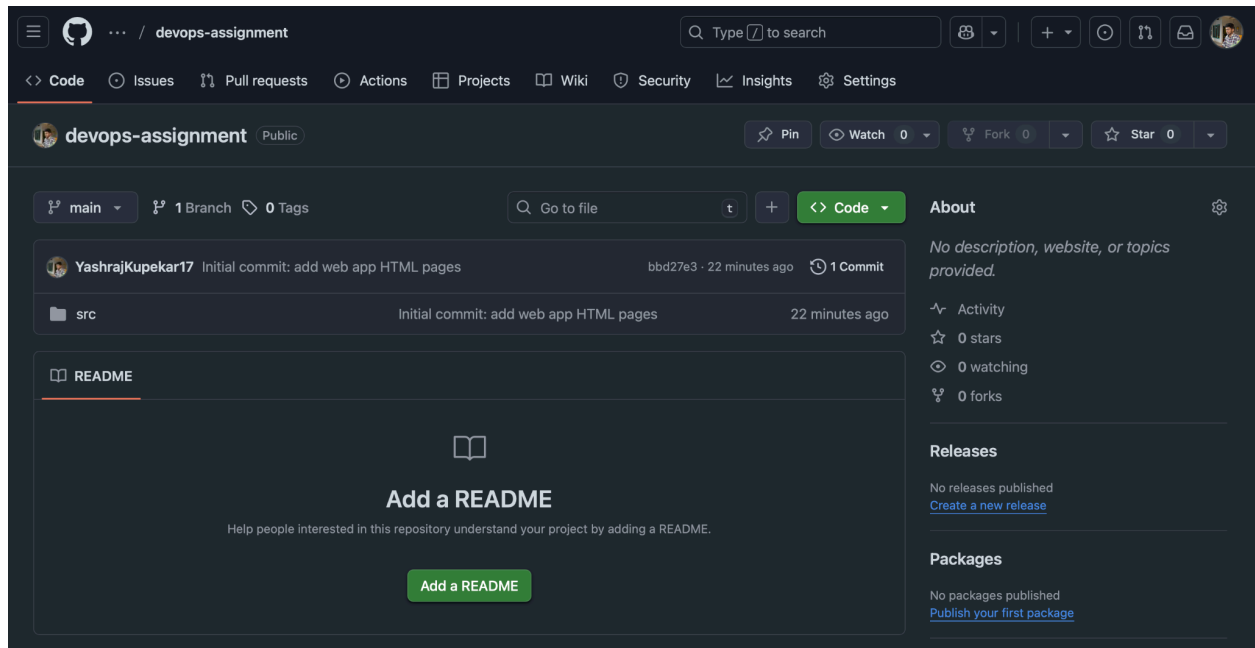 ··· / devops-assignment
Type / to search
Code Issues Pull requests Actions Projects Wiki Security Insights Settings
devops-assignment Public
Pin Watch 0 Fork 0 Star 0
main 1 Branch 0 Tags
Go to file t
Code
YashrajKupekar17 Initial commit: add web app HTML pages bbd27e3 · 22 minutes ago 1 Commit
src Initial commit: add web app HTML pages 22 minutes ago
README
Add a README
Help people interested in this repository understand your project by adding a README.
Add a README
About
No description, website, or topics
provided.
Activity
0 stars
0 watching
0 forks
Releases
No releases published
Create a new release
Packages
No packages published
Publish your first package